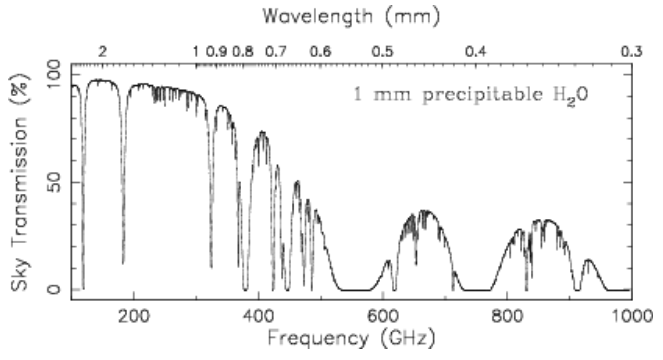 Wavelength (mm)
2 1 0.9 0.8 0.7 0.6 0.5 0.4 0.3
100
1 mm precipitable H₂O
50
0
Sky Transmission (%)
200 400 600 800 1000
Frequency (GHz)